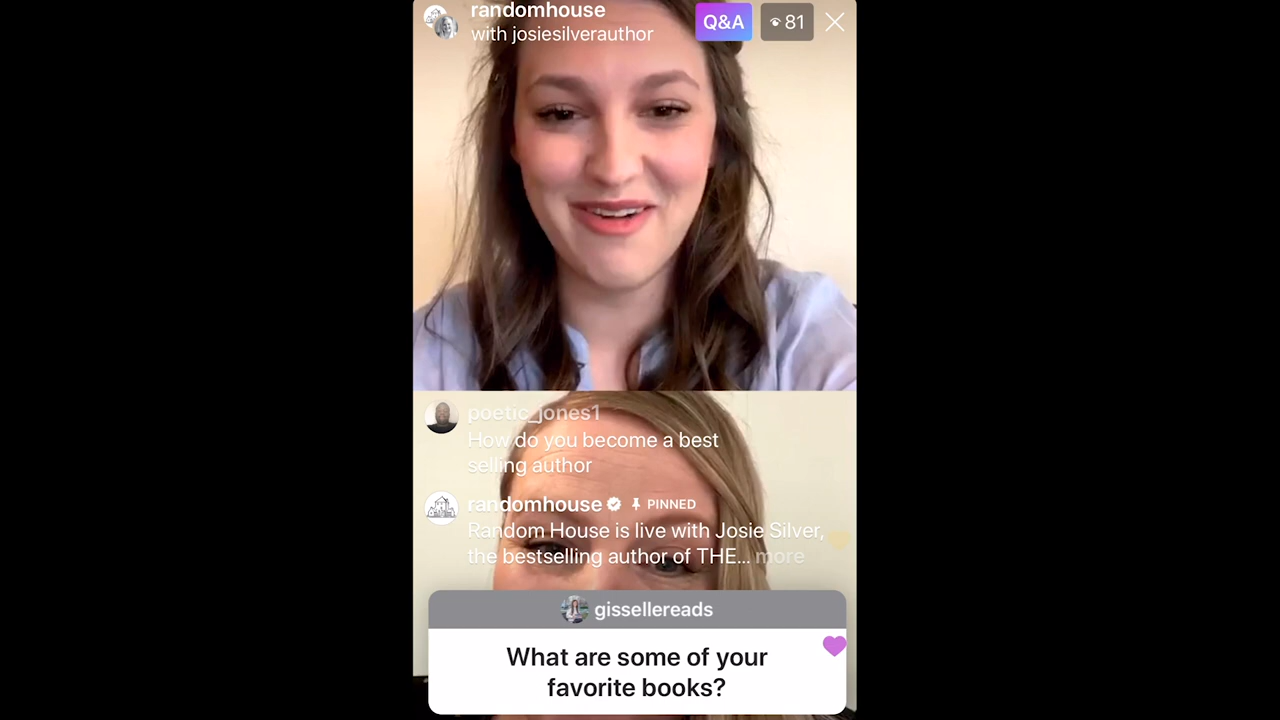 randomhouse
with josiesilverauthor
Q&A
81
poetic_jones1
How do you become a best
selling author
randomhouse PINNED
Random House is live with Josie Silver,
the bestselling author of THE... more
gissellereads
What are some of your
favorite books?